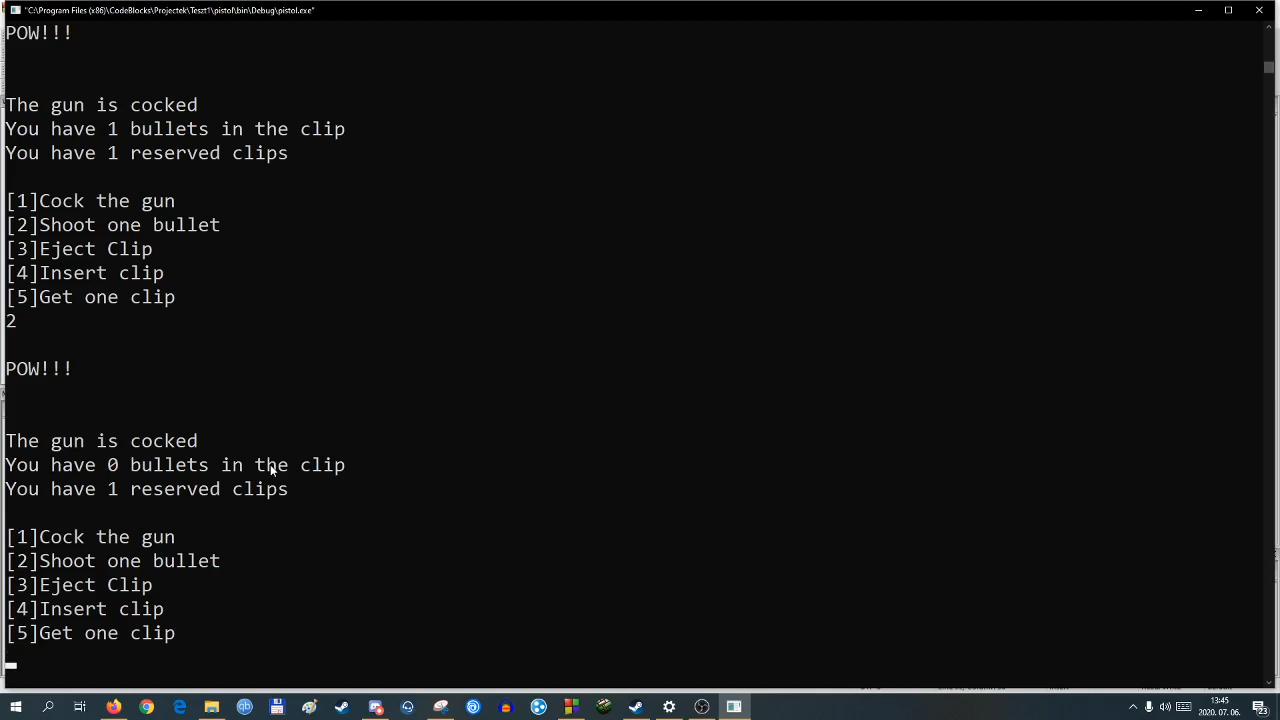 "C:\Program Files (x86)\CodeBlocks\Projectek\Teszt1\pistol\bin\Debug\pistol.exe"
POW!!!
The gun is cocked
You have 1 bullets in the clip
You have 1 reserved clips
[1]Cock the gun
[2]Shoot one bullet
[3]Eject Clip
[4]Insert clip
[5]Get one clip
2
POW!!!
The gun is cocked
You have 0 bullets in the clip
You have 1 reserved clips
[1]Cock the gun
[2]Shoot one bullet
[3]Eject Clip
[4]Insert clip
[5]Get one clip
13:45
2020. 07. 06.